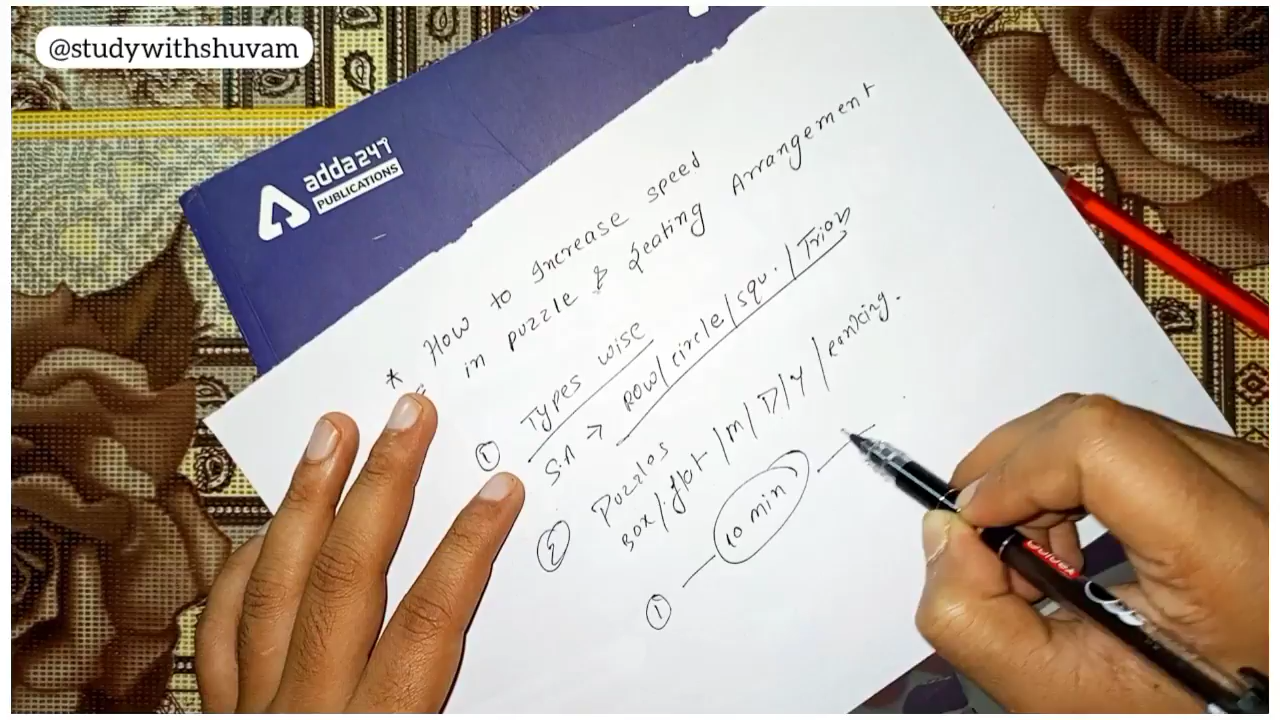 @studywithshuvam
adda247
PUBLICATIONS
* How to Increase speed
in puzzle & Seating Arrangement
① Types wise
S.A → Row/circle/squ./Trian
② Puzzles
Box/flat/M/D/Y/Ranking.
① — 10 min —